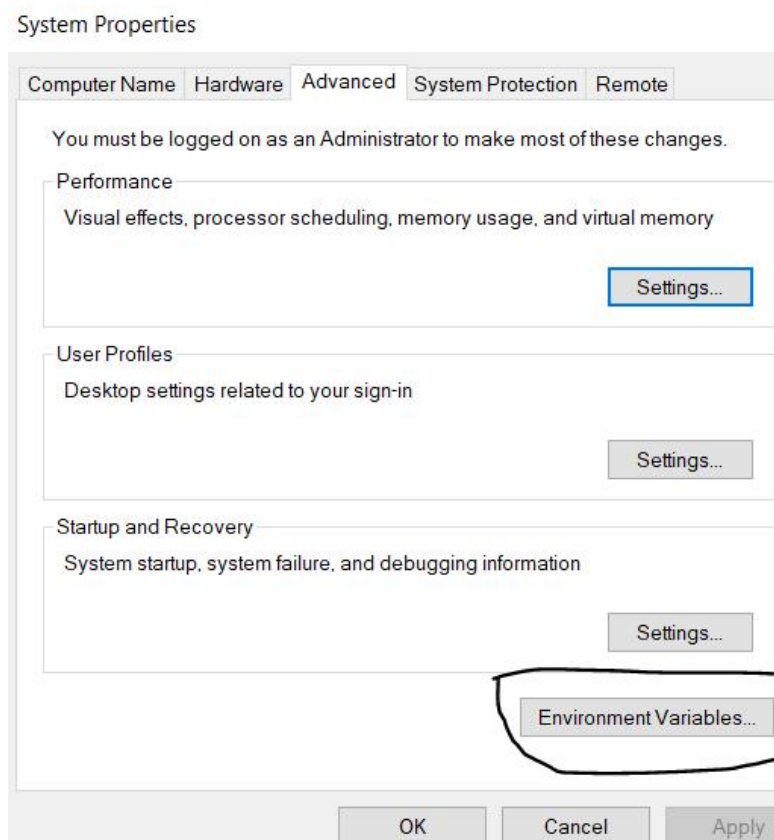 System Properties
Computer Name Hardware Advanced System Protection Remote
You must be logged on as an Administrator to make most of these changes.
Performance
Visual effects, processor scheduling, memory usage, and virtual memory
Settings...
User Profiles
Desktop settings related to your sign-in
Settings...
Startup and Recovery
System startup, system failure, and debugging information
Settings...
Environment Variables...
OK Cancel Apply